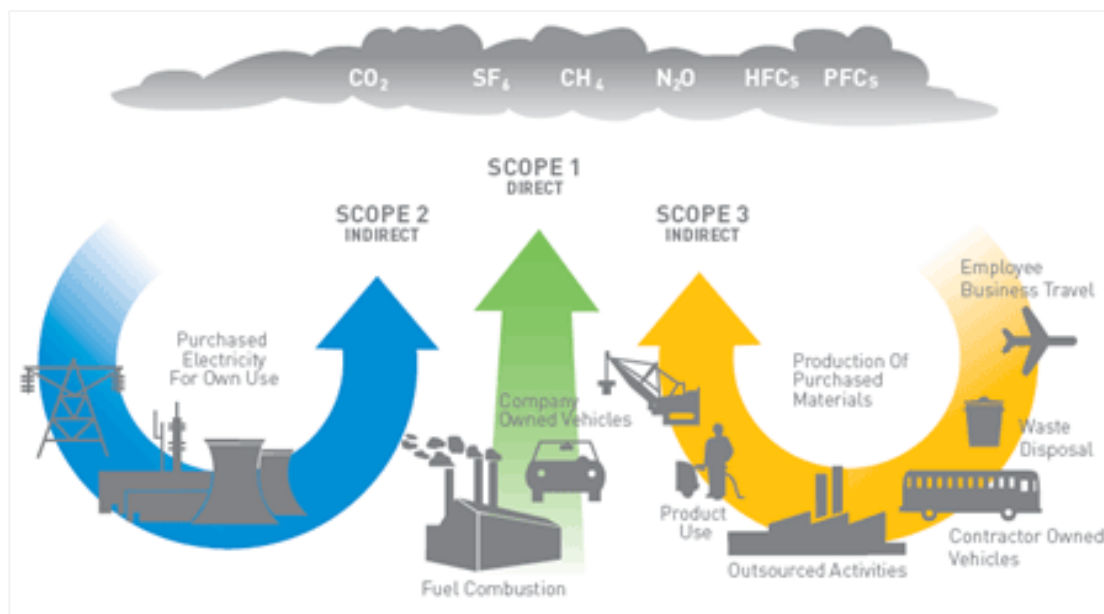 CO₂ SF₆ CH₄ N₂O HFCs PFCs
SCOPE 1
DIRECT
SCOPE 2
INDIRECT
SCOPE 3
INDIRECT
Purchased
Electricity
For Own Use
Company
Owned Vehicles
Fuel Combustion
Employee
Business Travel
Production Of
Purchased
Materials
Waste
Disposal
Product
Use
Contractor Owned
Vehicles
Outsourced Activities